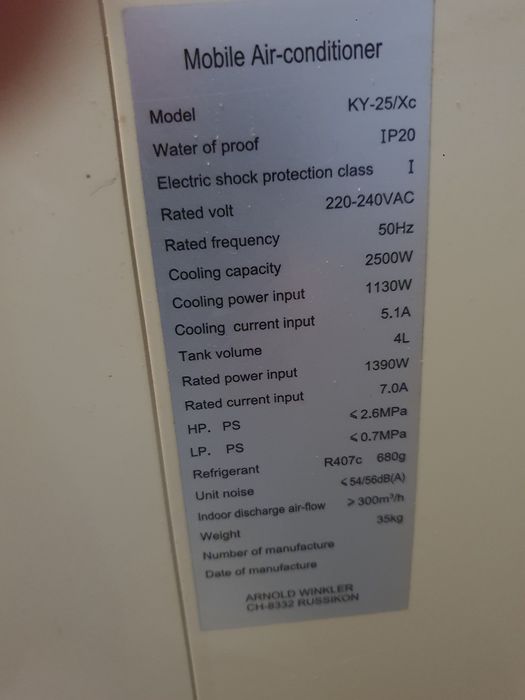 Mobile Air-conditioner
Model KY-25/Xc
Water of proof IP20
Electric shock protection class I
Rated volt 220-240VAC
Rated frequency 50Hz
Cooling capacity 2500W
Cooling power input 1130W
Cooling current input 5.1A
Tank volume 4L
Rated power input 1390W
Rated current input 7.0A
HP. PS ≤2.6MPa
LP. PS ≤0.7MPa
Refrigerant R407c 680g
Unit noise ≤54/56dB(A)
Indoor discharge air-flow ≥300m³/h
Weight 35kg
Number of manufacture
Date of manufacture
ARNOLD WINKLER
CH-8332 RUSSIKON